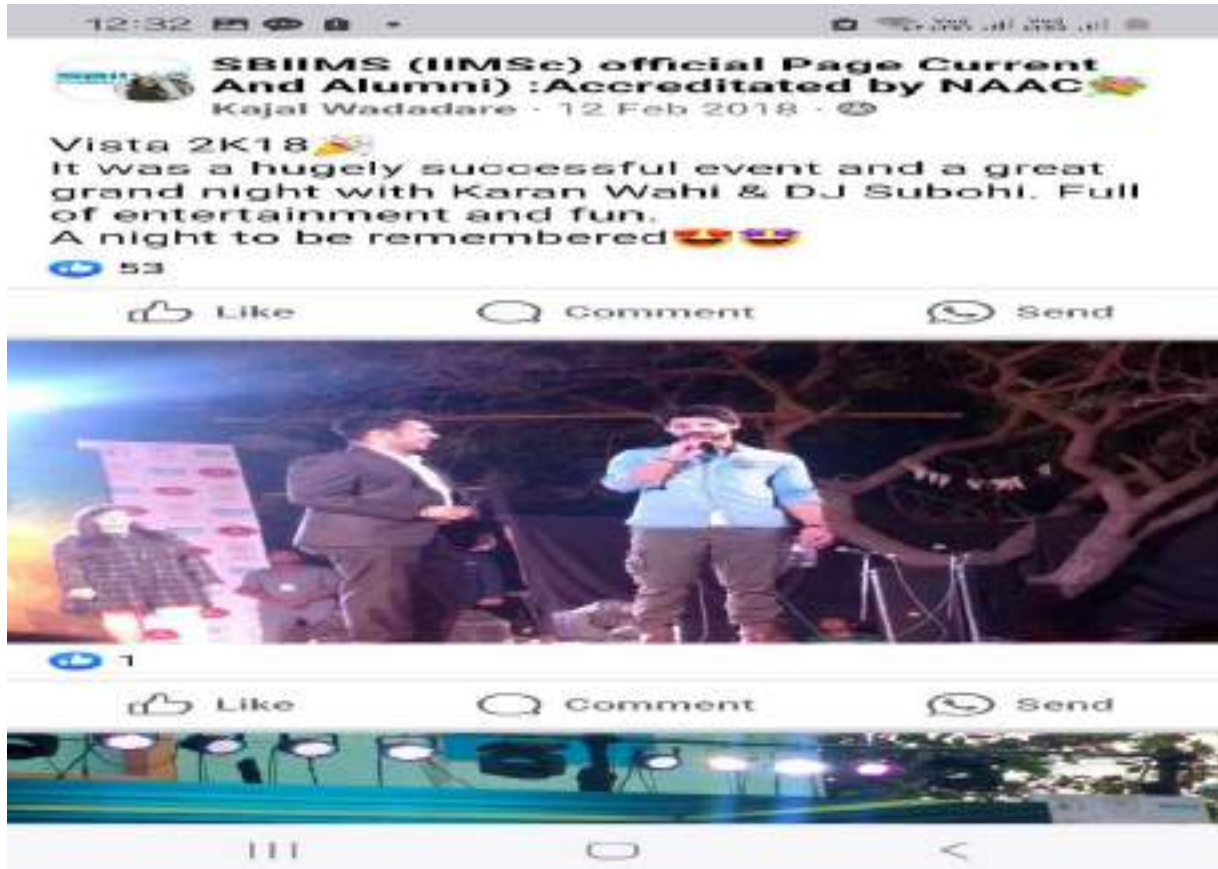 12:32
SBIIMS (IIMSc) official Page Current
And Alumni) :Accreditated by NAAC💐
Kajal Wadadare · 12 Feb 2018 ·
Vista 2K18🎉
It was a hugely successful event and a great
grand night with Karan Wahi & DJ Subohi. Full
of entertainment and fun.
A night to be remembered😍🤩
53
Like Comment Send
1
Like Comment Send